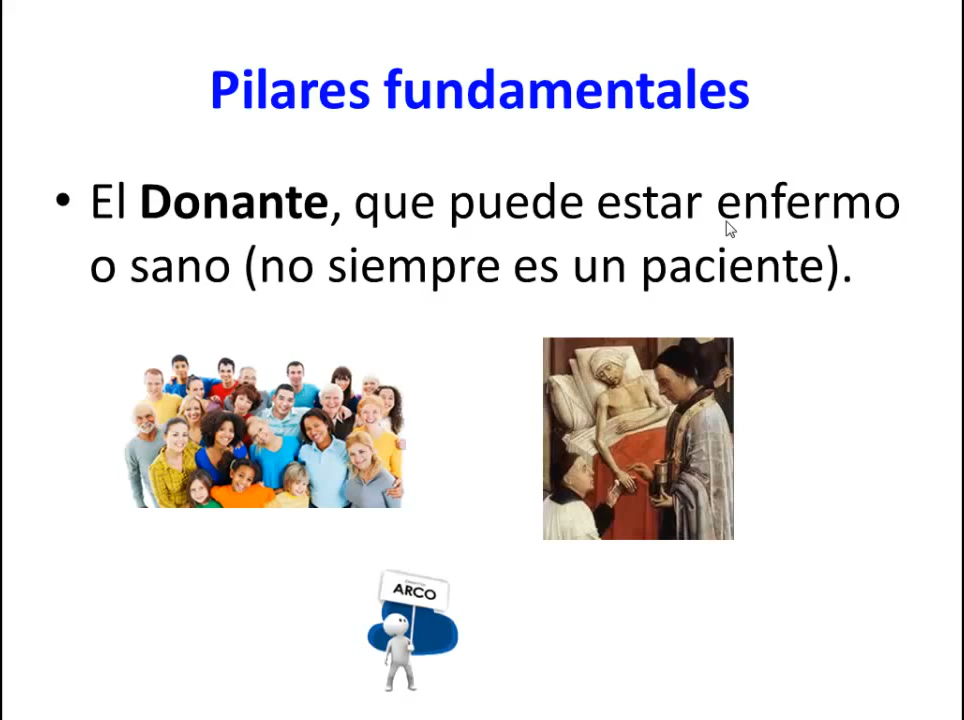 Pilares fundamentales
• El Donante, que puede estar enfermo
o sano (no siempre es un paciente).
ARCO